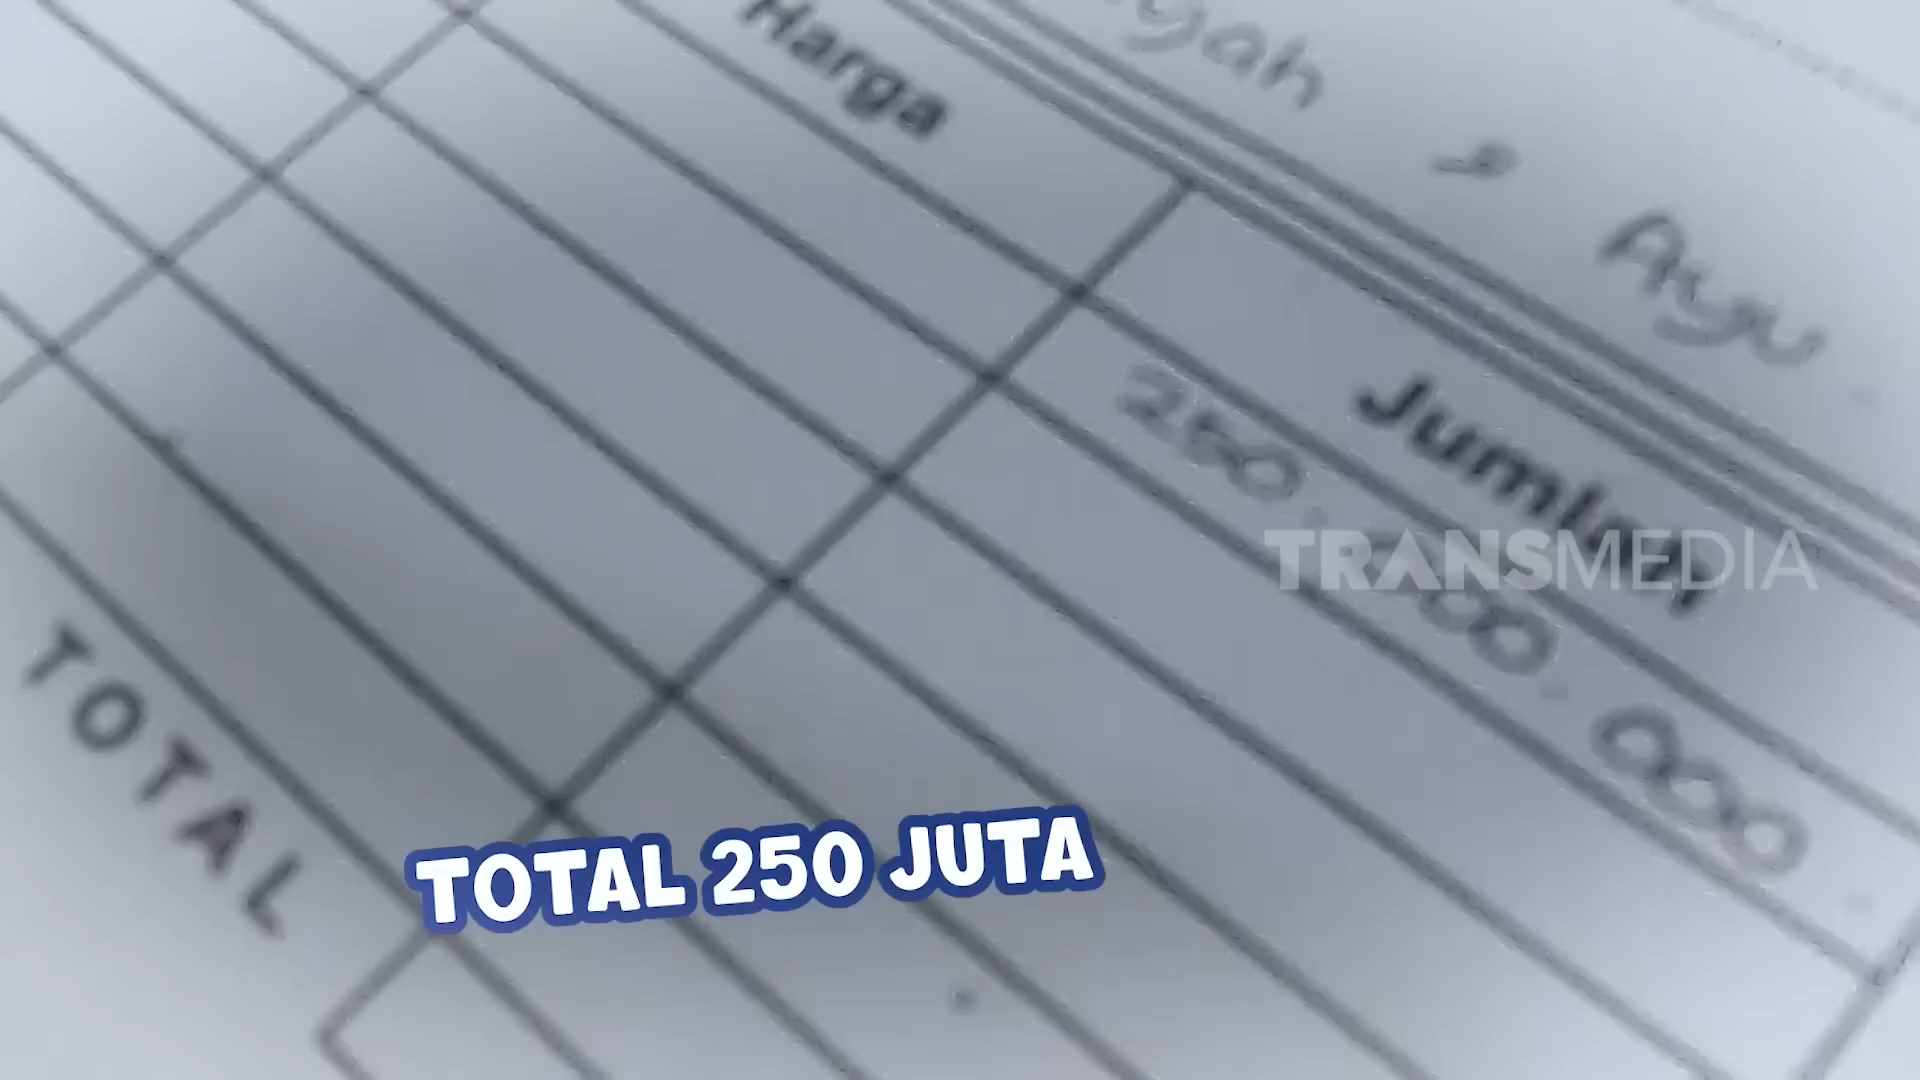 Ayu
Harga
Jumlah
250.000.000
TRANSMEDIA
TOTAL
TOTAL 250 JUTA